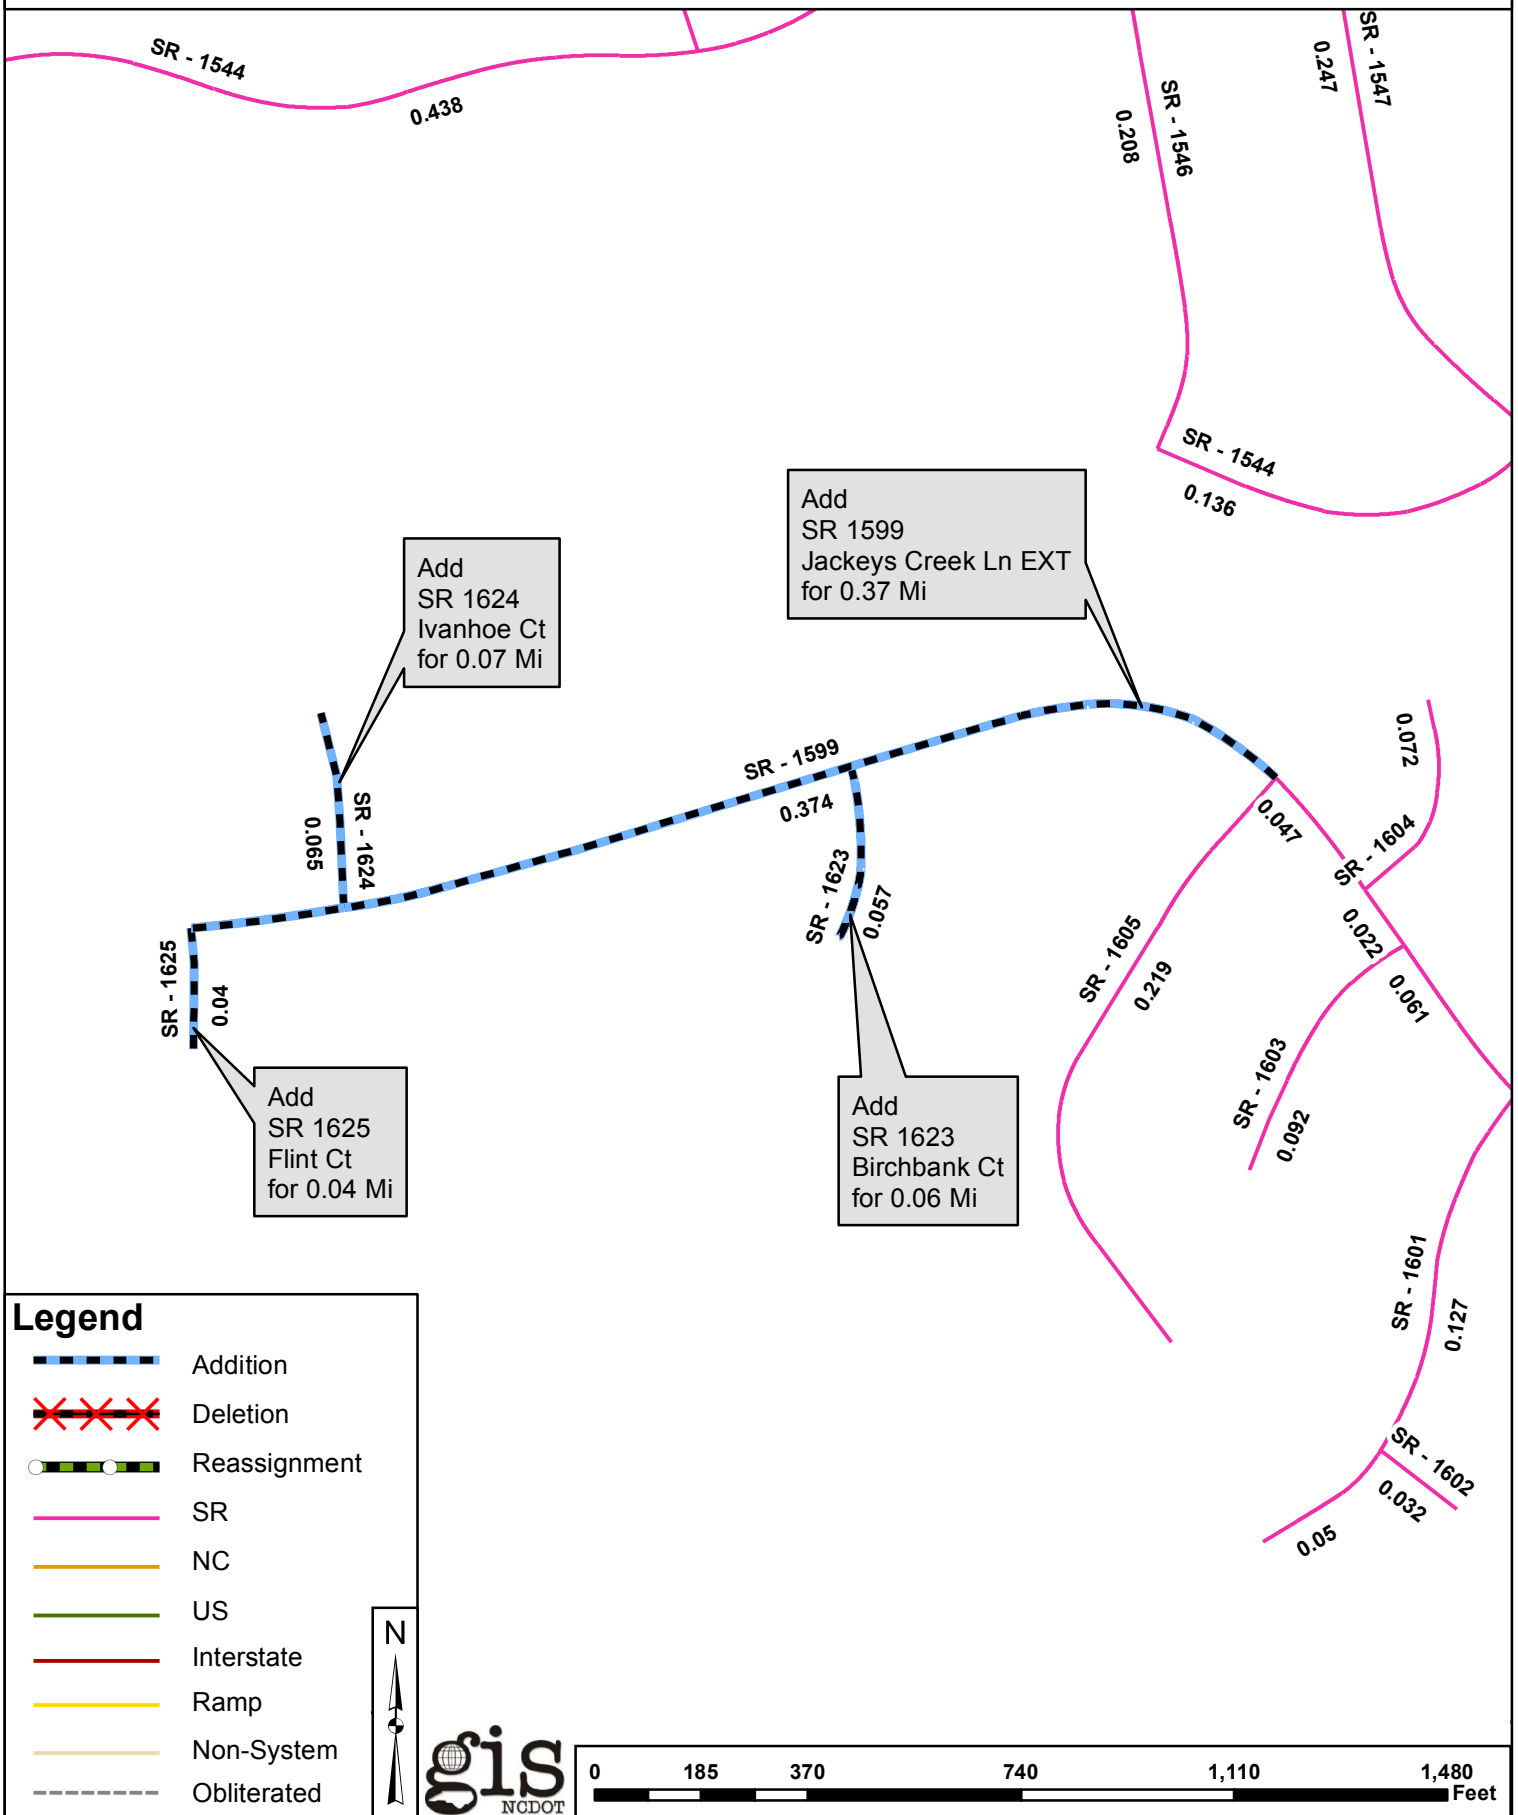 SR - 1544
0.438
SR - 1546
0.208
SR - 1547
0.247
SR - 1544
0.136
Add
SR 1599
Jackeys Creek Ln EXT
for 0.37 Mi
Add
SR 1624
Ivanhoe Ct
for 0.07 Mi
SR - 1599
0.374
SR - 1624
0.065
SR - 1623
0.057
SR - 1625
0.04
0.072
SR - 1604
0.047
0.022
0.061
SR - 1605
0.219
SR - 1603
0.092
Add
SR 1625
Flint Ct
for 0.04 Mi
Add
SR 1623
Birchbank Ct
for 0.06 Mi
SR - 1601
0.127
SR - 1602
0.032
0.05
Legend
Addition
Deletion
Reassignment
SR
NC
US
Interstate
Ramp
Non-System
Obliterated
N
gis
NCDOT
0 185 370 740 1,110 1,480
Feet